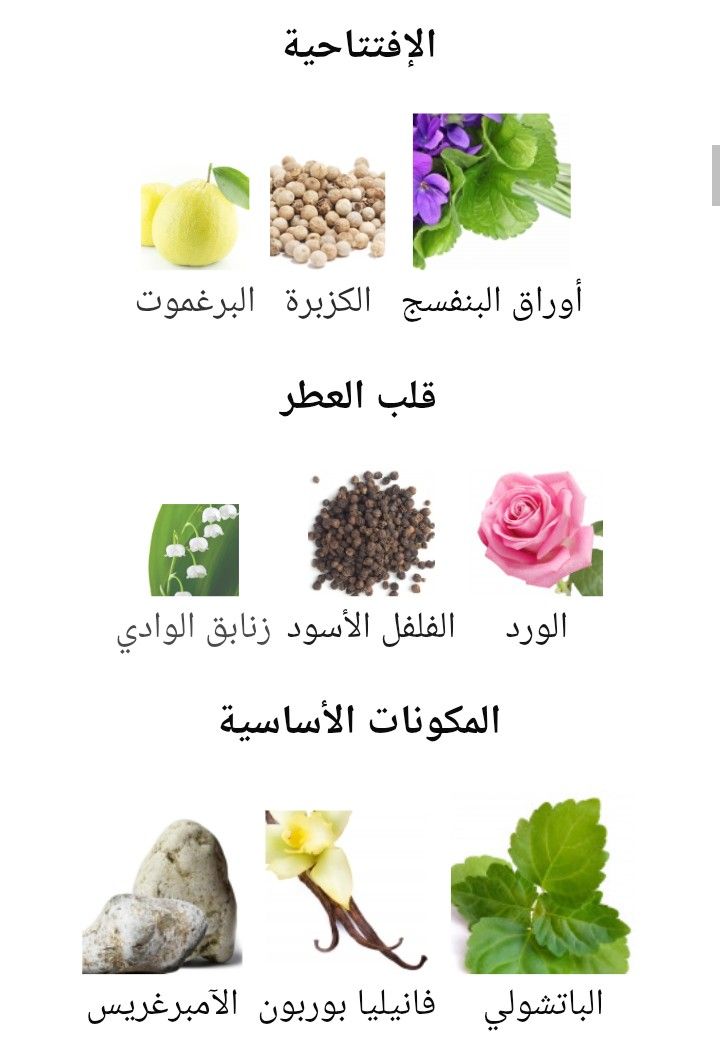 الإفتتاحية
أوراق البنفسج الكزبرة البرغموت
قلب العطر
الورد الفلفل الأسود زنابق الوادي
المكونات الأساسية
الباتشولي فانيليا بوربون الآمبرغريس